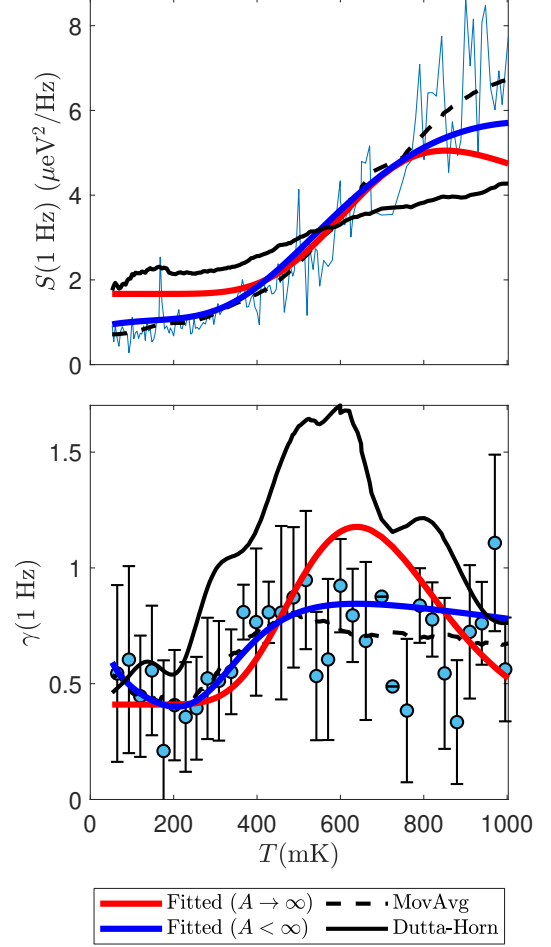 8
6
4
2
0
S(1 Hz) (μeV²/Hz)
1.5
1
0.5
0
γ(1 Hz)
0 200 400 600 800 1000
T(mK)
Fitted (A → ∞) MovAvg
Fitted (A < ∞) Dutta-Horn